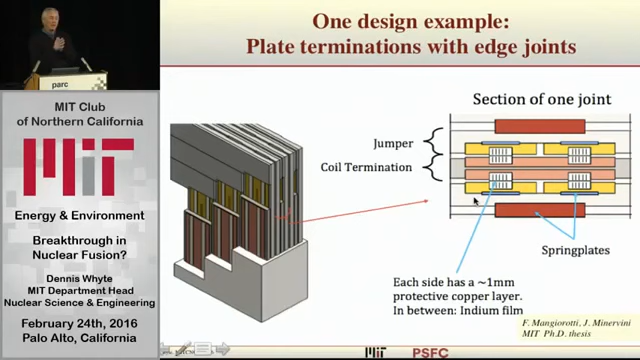 parc
MIT Club
of Northern California
MIT
Energy & Environment
Breakthrough in
Nuclear Fusion?
Dennis Whyte
MIT Department Head
Nuclear Science & Engineering
February 24th, 2016
Palo Alto, California
One design example:
Plate terminations with edge joints
Section of one joint
Jumper
Coil Termination
Springplates
Each side has a ~1mm
protective copper layer.
In between: Indium film
F. Mangiorotti, J. Minervini
MIT Ph.D. thesis
MIT PSFC